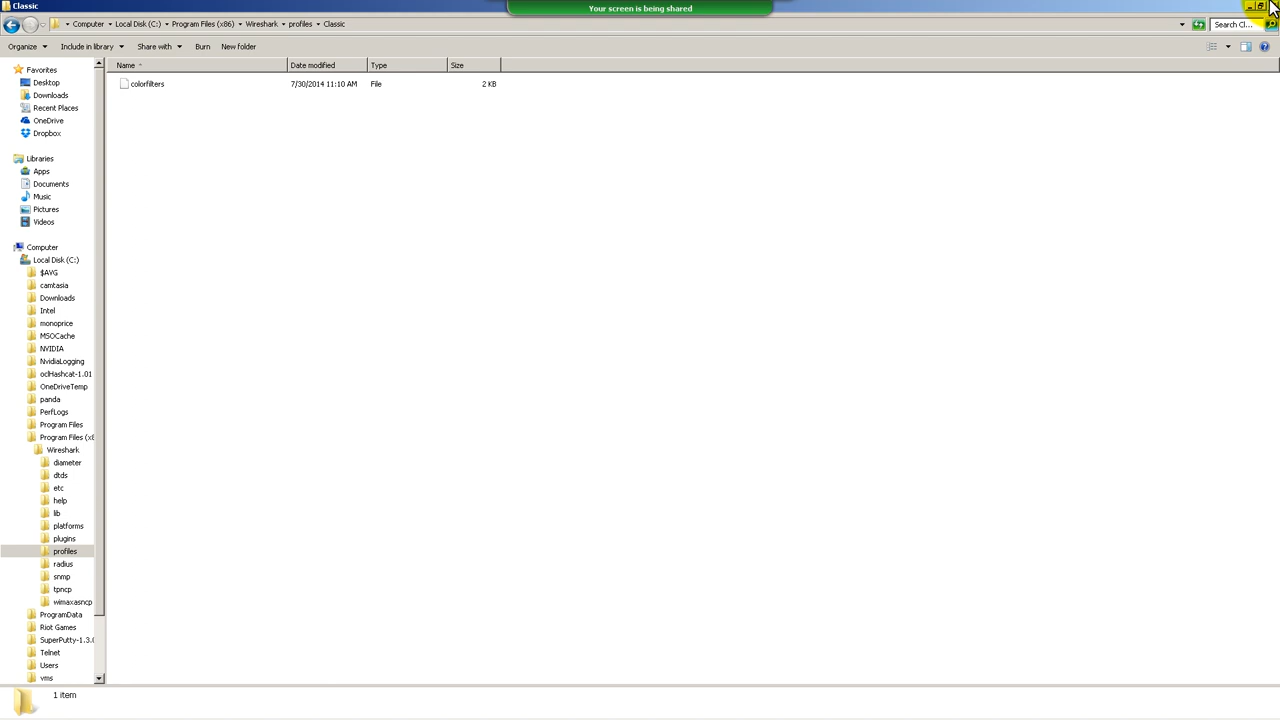 Classic
Your screen is being shared
Computer Local Disk (C:) Program Files (x86) Wireshark profiles Classic
Search Cl...
Organize Include in library Share with Burn New folder
Name Date modified Type Size
colorfilters 7/30/2014 11:10 AM File 2 KB
Favorites
Desktop
Downloads
Recent Places
OneDrive
Dropbox
Libraries
Apps
Documents
Music
Pictures
Videos
Computer
Local Disk (C:)
$AVG
camtasia
Downloads
Intel
monoprice
MSOCache
NVIDIA
NvidiaLogging
oclHashcat-1.01
OneDriveTemp
panda
PerfLogs
Program Files
Program Files (x8
Wireshark
diameter
dtds
etc
help
lib
platforms
plugins
profiles
radius
snmp
tpncp
wimaxasncp
ProgramData
Riot Games
SuperPutty-1.3.0
Telnet
Users
vms
1 item